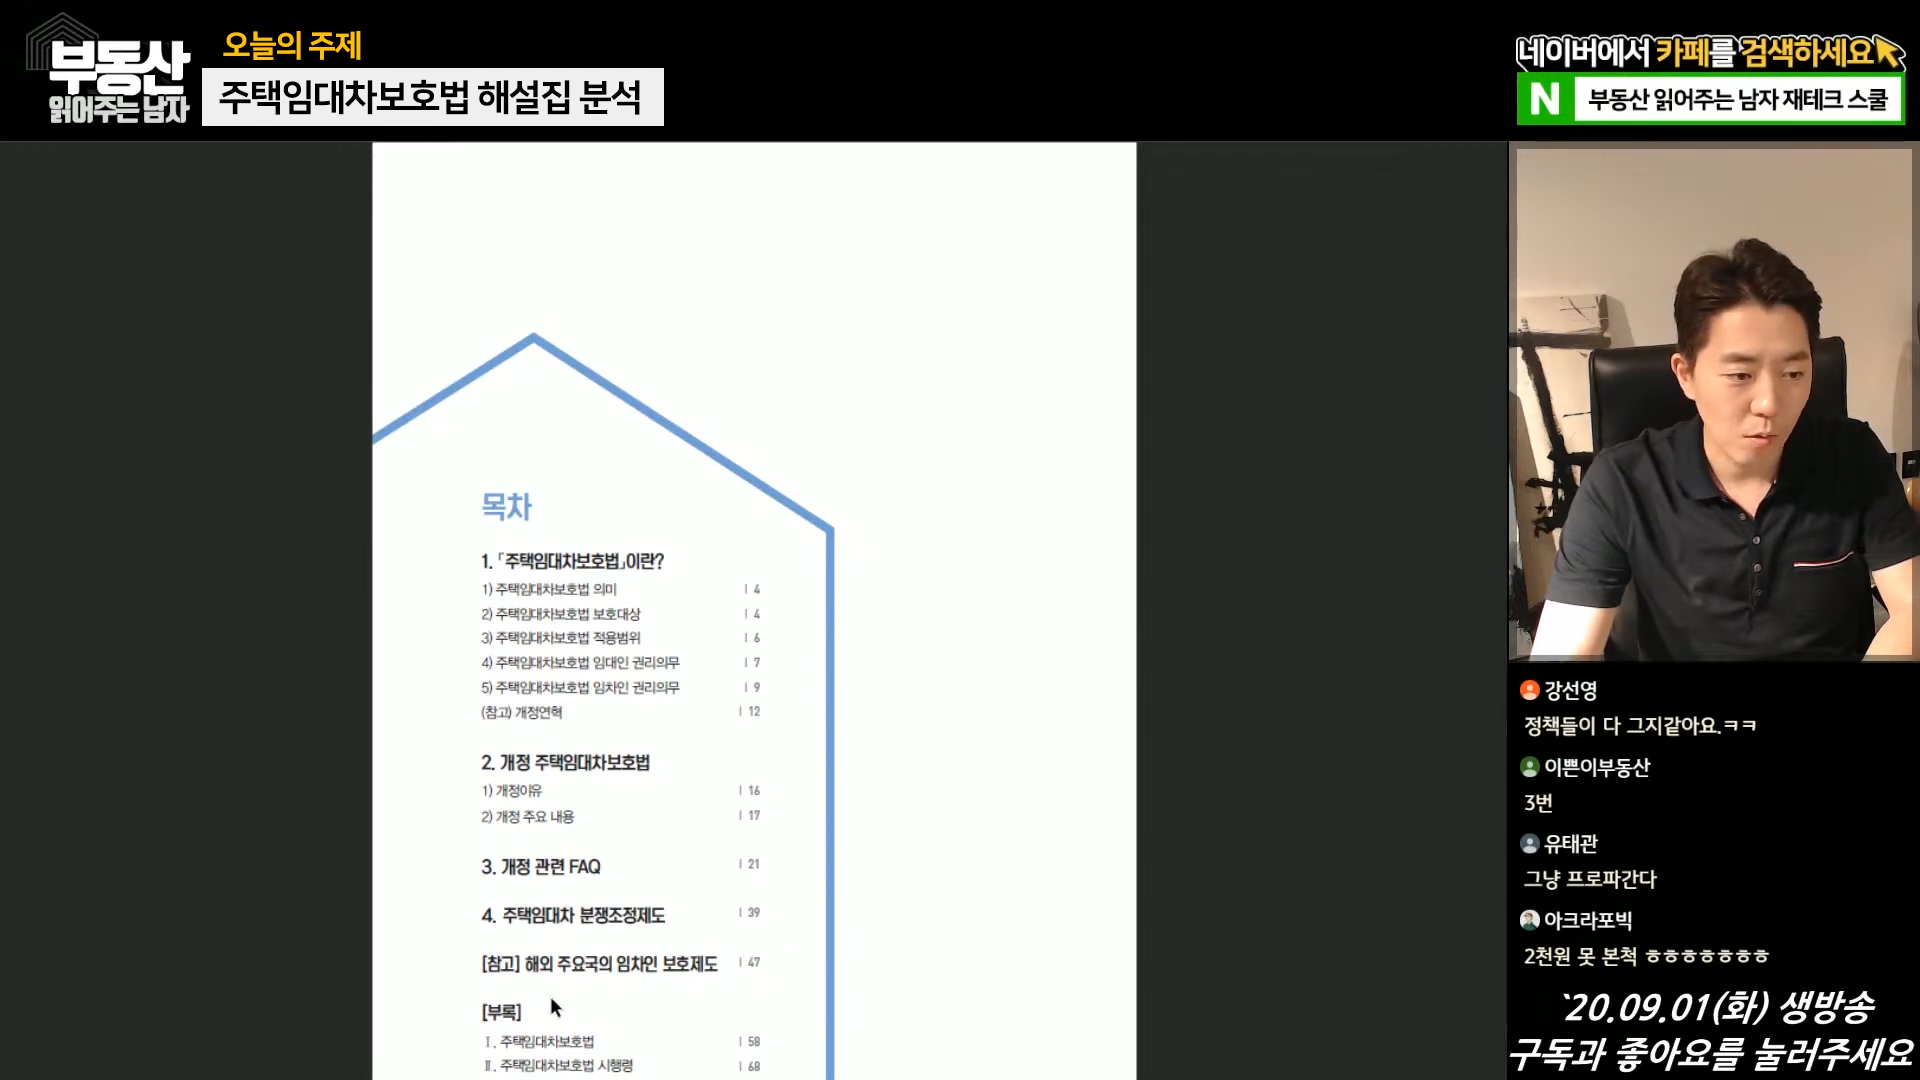 부동산
읽어주는 남자
오늘의 주제
주택임대차보호법 해설집 분석
네이버에서 카페를 검색하세요
N 부동산 읽어주는 남자 재테크 스쿨
목차
1. 「주택임대차보호법」이란?
1) 주택임대차보호법 의미 | 4
2) 주택임대차보호법 보호대상 | 4
3) 주택임대차보호법 적용범위 | 6
4) 주택임대차보호법 임대인 권리의무 | 7
5) 주택임대차보호법 임차인 권리의무 | 9
(참고) 개정연혁 | 12
2. 개정 주택임대차보호법
1) 개정이유 | 16
2) 개정 주요 내용 | 17
3. 개정 관련 FAQ | 21
4. 주택임대차 분쟁조정제도 | 39
[참고] 해외 주요국의 임차인 보호제도 | 47
[부록]
Ⅰ. 주택임대차보호법 | 58
Ⅱ. 주택임대차보호법 시행령 | 68
강선영
정책들이 다 그지같아요.ㅋㅋ
이쁜이부동산
3번
유태관
그냥 프로파간다
아크라포빅
2천원 못 본척 ㅎㅎㅎㅎㅎㅎㅎ
`20.09.01(화) 생방송
구독과 좋아요를 눌러주세요